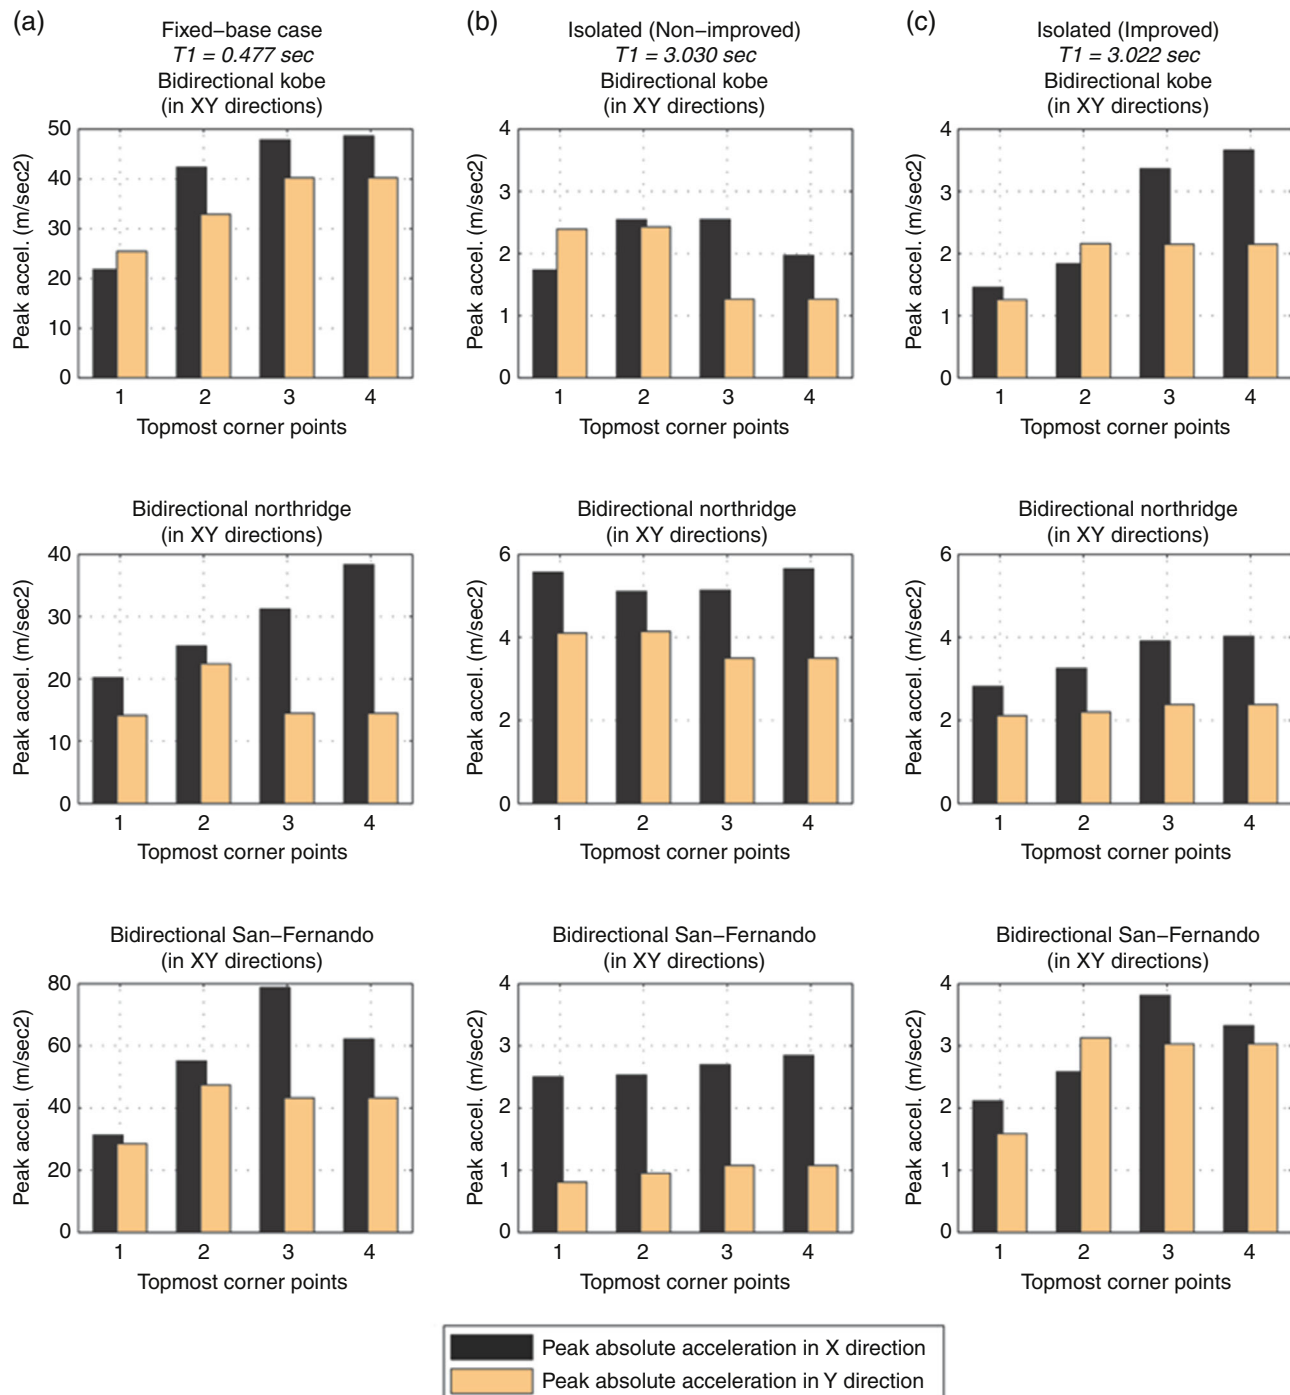 (a)
Fixed−base case
T1 = 0.477 sec
Bidirectional kobe
(in XY directions)
Peak accel. (m/sec2)
50
40
30
20
10
0
1 2 3 4
Topmost corner points
(b)
Isolated (Non−improved)
T1 = 3.030 sec
Bidirectional kobe
(in XY directions)
Peak accel. (m/sec2)
4
3
2
1
0
1 2 3 4
Topmost corner points
(c)
Isolated (Improved)
T1 = 3.022 sec
Bidirectional kobe
(in XY directions)
Peak accel. (m/sec2)
4
3
2
1
0
1 2 3 4
Topmost corner points
Bidirectional northridge
(in XY directions)
Peak accel. (m/sec2)
40
30
20
10
0
1 2 3 4
Topmost corner points
Bidirectional northridge
(in XY directions)
Peak accel. (m/sec2)
6
4
2
0
1 2 3 4
Topmost corner points
Bidirectional northridge
(in XY directions)
Peak accel. (m/sec2)
6
4
2
0
1 2 3 4
Topmost corner points
Bidirectional San−Fernando
(in XY directions)
Peak accel. (m/sec2)
80
60
40
20
0
1 2 3 4
Topmost corner points
Bidirectional San−Fernando
(in XY directions)
Peak accel. (m/sec2)
4
3
2
1
0
1 2 3 4
Topmost corner points
Bidirectional San−Fernando
(in XY directions)
Peak accel. (m/sec2)
4
3
2
1
0
1 2 3 4
Topmost corner points
Peak absolute acceleration in X direction
Peak absolute acceleration in Y direction